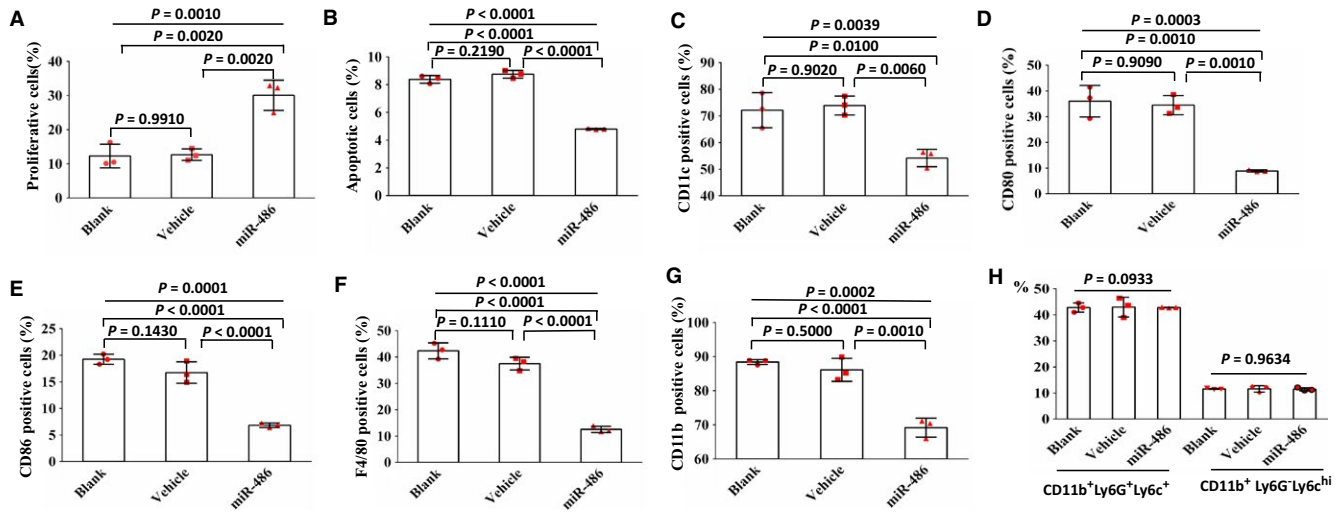 A
P = 0.0010
P = 0.0020
P = 0.0020
P = 0.9910
Proliferative cells(%)
40
30
20
10
0
Blank
Vehicle
miR-486
B
P < 0.0001
P < 0.0001
P = 0.2190
P < 0.0001
Apoptotic cells (%)
10
8
6
4
2
0
Blank
Vehicle
miR-486
C
P = 0.0039
P = 0.0100
P = 0.9020
P = 0.0060
CD11c positive cells (%)
90
80
70
60
50
40
Blank
Vehicle
miR-486
D
P = 0.0003
P = 0.0010
P = 0.9090
P = 0.0010
CD80 positive cells (%)
50
40
30
20
10
0
Blank
Vehicle
miR-486
E
P = 0.0001
P < 0.0001
P = 0.1430
P < 0.0001
CD86 positive cells (%)
25
20
15
10
5
0
Blank
Vehicle
miR-486
F
P < 0.0001
P < 0.0001
P = 0.1110
P < 0.0001
F4/80 positive cells (%)
50
40
30
20
10
0
Blank
Vehicle
miR-486
G
P = 0.0002
P < 0.0001
P = 0.5000
P = 0.0010
CD11b positive cells (%)
100
90
80
70
60
Blank
Vehicle
miR-486
H
%
P = 0.0933
P = 0.9634
50
40
30
20
10
0
Blank
Vehicle
miR-486
Blank
Vehicle
miR-486
CD11b⁺Ly6G⁺Ly6c⁺
CD11b⁺ Ly6G⁻Ly6cʰⁱ